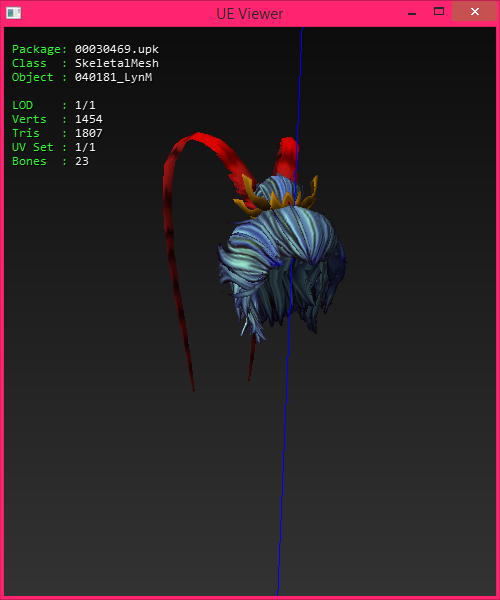 UE Viewer
Package: 00030469.upk
Class : SkeletalMesh
Object : 040181_LynM
LOD : 1/1
Verts : 1454
Tris : 1807
UV Set : 1/1
Bones : 23